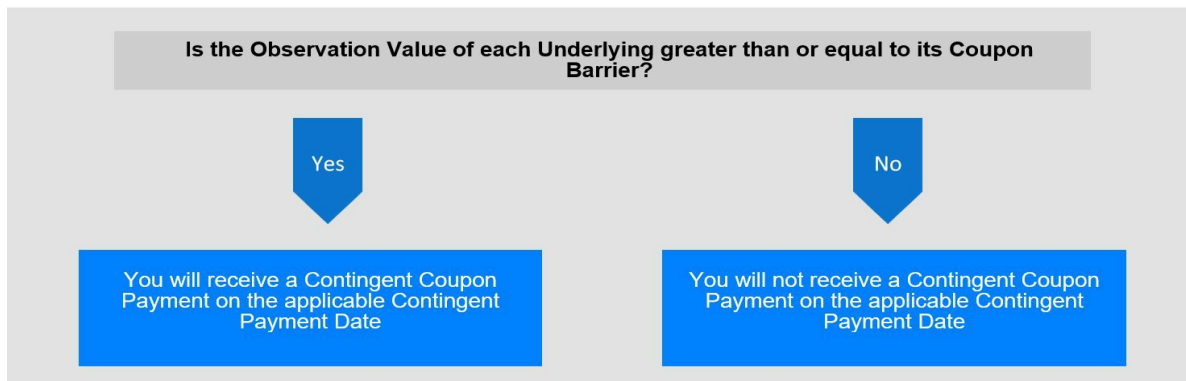 Is the Observation Value of each Underlying greater than or equal to its Coupon
Barrier?
Yes
No
You will receive a Contingent Coupon
Payment on the applicable Contingent
Payment Date
You will not receive a Contingent Coupon
Payment on the applicable Contingent
Payment Date